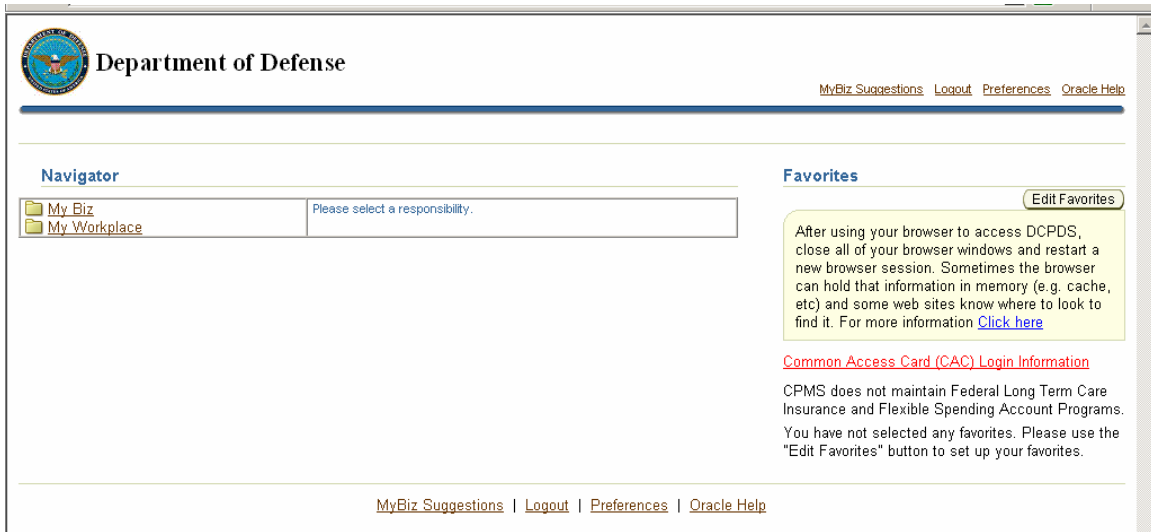 Department of Defense
MyBiz Suggestions Logout Preferences Oracle Help
Navigator
My Biz
My Workplace
Please select a responsibility.
Favorites
Edit Favorites
After using your browser to access DCPDS,
close all of your browser windows and restart a
new browser session. Sometimes the browser
can hold that information in memory (e.g. cache,
etc) and some web sites know where to look to
find it. For more information Click here
Common Access Card (CAC) Login Information
CPMS does not maintain Federal Long Term Care
Insurance and Flexible Spending Account Programs.
You have not selected any favorites. Please use the
"Edit Favorites" button to set up your favorites.
MyBiz Suggestions | Logout | Preferences | Oracle Help